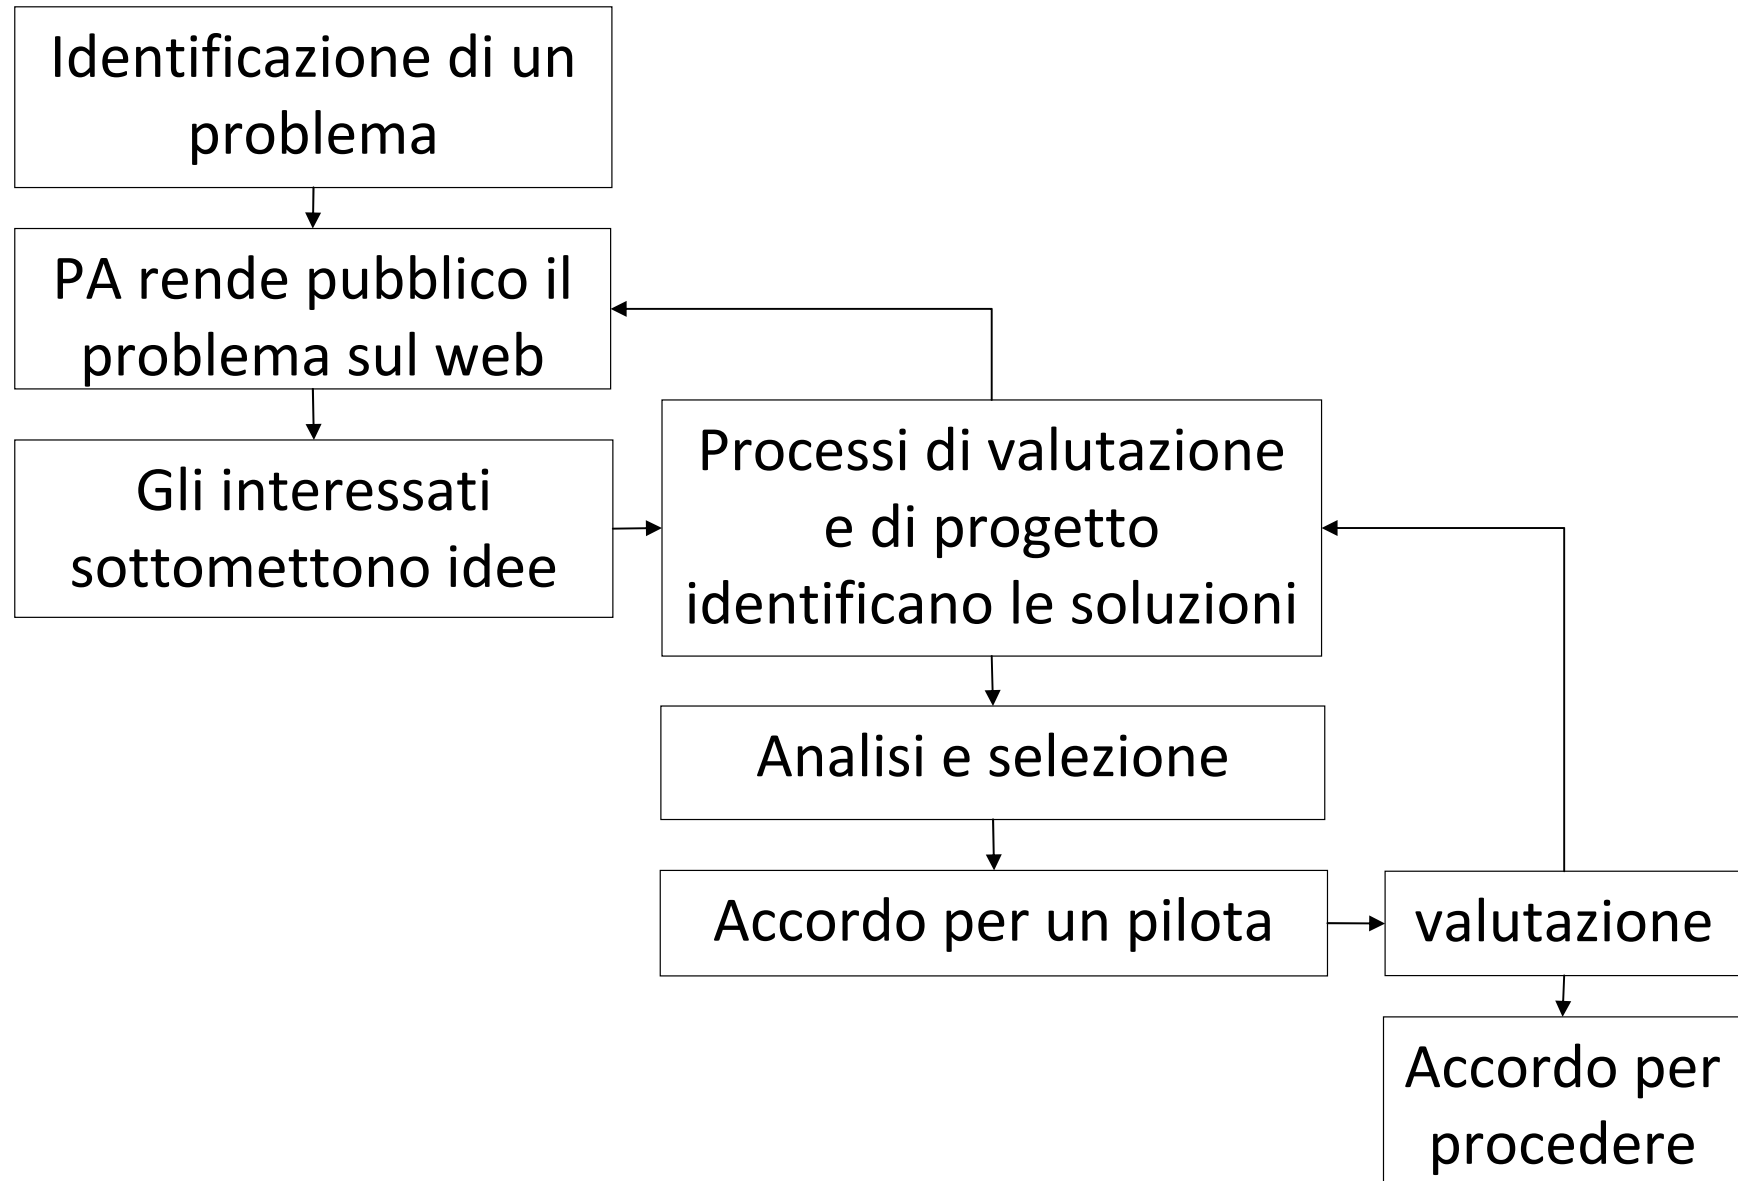 Identificazione di un
problema
PA rende pubblico il
problema sul web
Gli interessati
sottomettono idee
Processi di valutazione
e di progetto
identificano le soluzioni
Analisi e selezione
Accordo per un pilota
valutazione
Accordo per
procedere